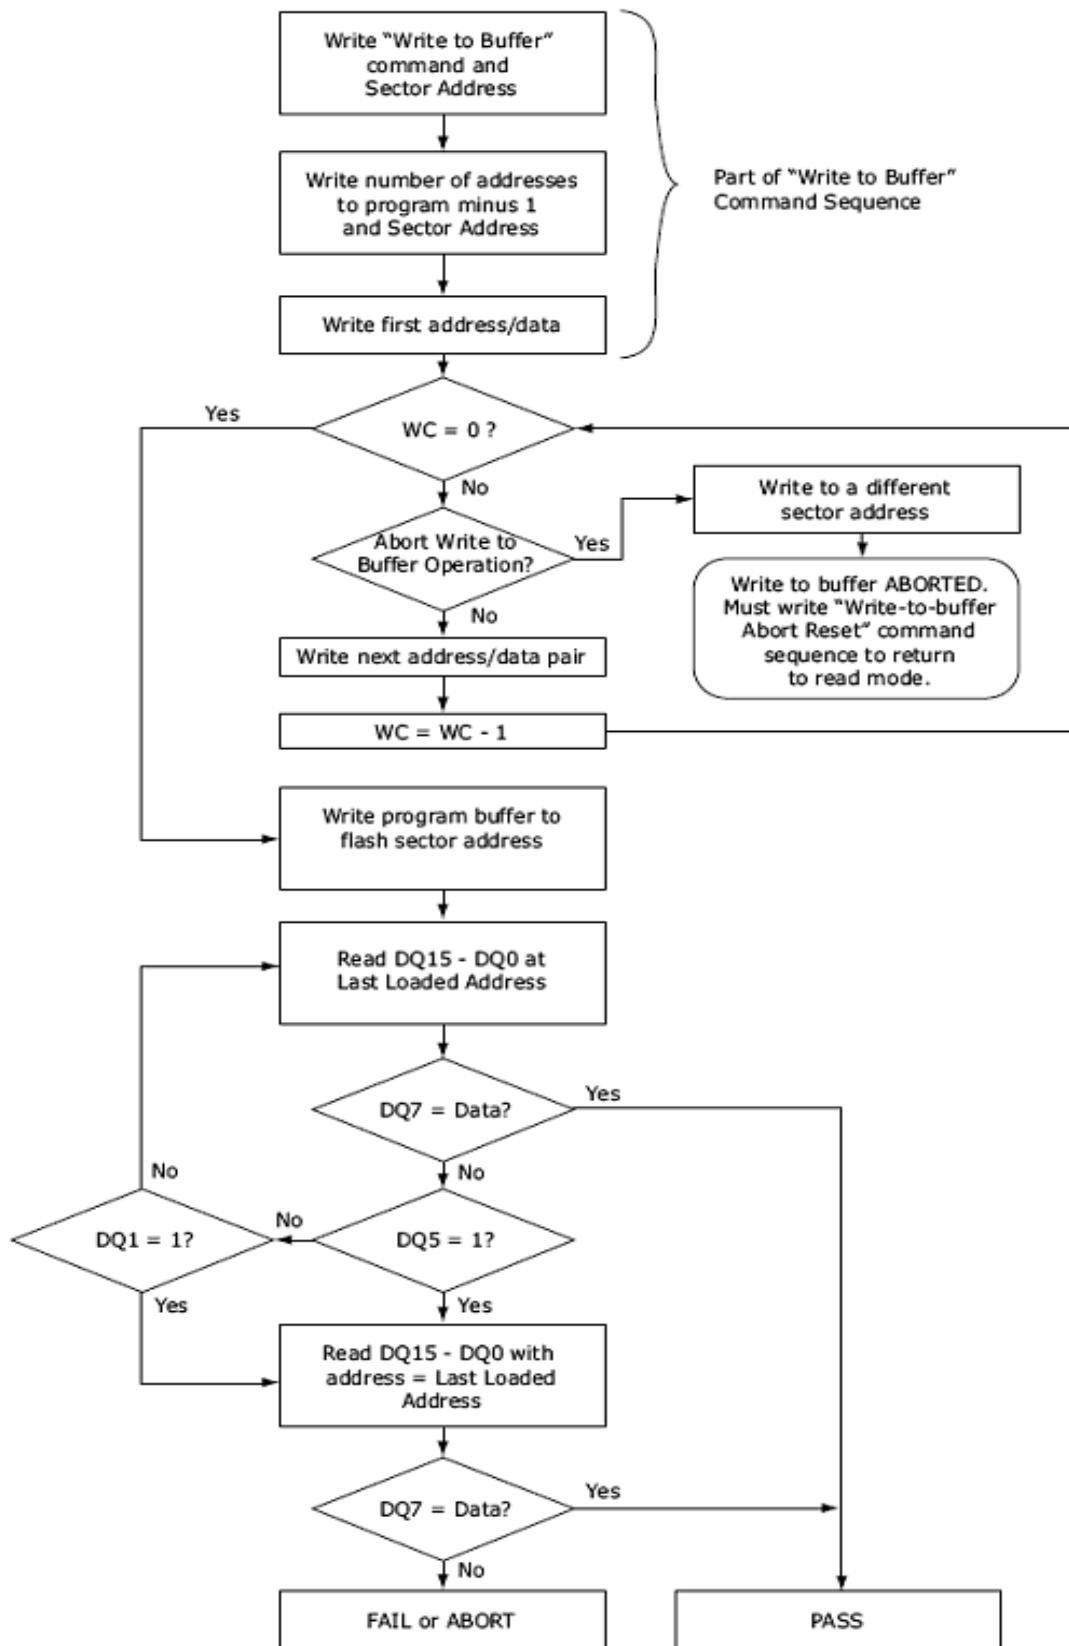 Write “Write to Buffer”
command and
Sector Address
Write number of addresses
to program minus 1
and Sector Address
Part of “Write to Buffer”
Command Sequence
Write first address/data
Yes
WC = 0 ?
No
Write to a different
sector address
Abort Write to
Buffer Operation?
Yes
No
Write to buffer ABORTED.
Must write “Write-to-buffer
Abort Reset” command
sequence to return
to read mode.
Write next address/data pair
WC = WC - 1
Write program buffer to
flash sector address
Read DQ15 - DQ0 at
Last Loaded Address
Yes
DQ7 = Data?
No
No
No
DQ1 = 1?
DQ5 = 1?
Yes
Yes
Read DQ15 - DQ0 with
address = Last Loaded
Address
Yes
DQ7 = Data?
No
FAIL or ABORT
PASS